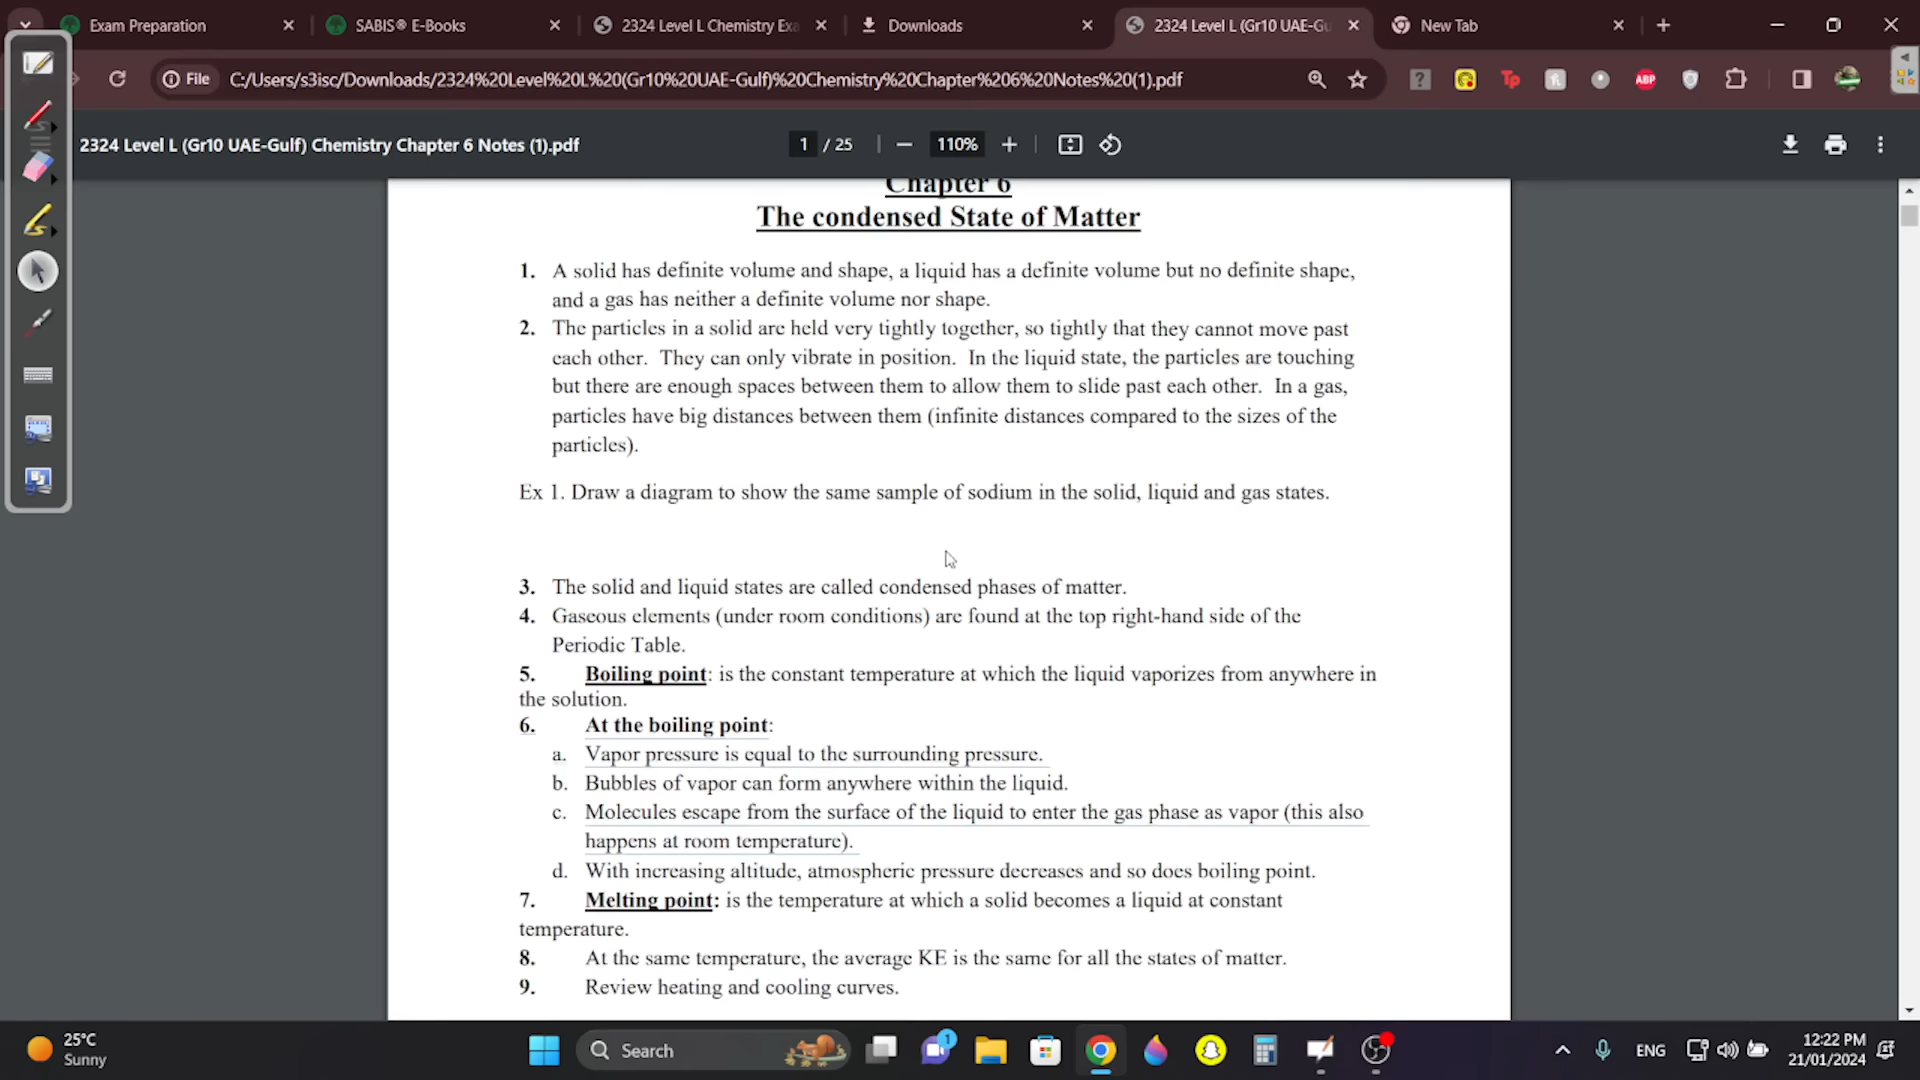 Exam Preparation
SABIS® E-Books
2324 Level L Chemistry Exa
Downloads
2324 Level L (Gr10 UAE-Gu
New Tab
File
C:/Users/s3isc/Downloads/2324%20Level%20L%20(Gr10%20UAE-Gulf)%20Chemistry%20Chapter%206%20Notes%20(1).pdf
Tp
ABP
2324 Level L (Gr10 UAE-Gulf) Chemistry Chapter 6 Notes (1).pdf
1 / 25
110%
Chapter 6
The condensed State of Matter
1. A solid has definite volume and shape, a liquid has a definite volume but no definite shape,
and a gas has neither a definite volume nor shape.
2. The particles in a solid are held very tightly together, so tightly that they cannot move past
each other. They can only vibrate in position. In the liquid state, the particles are touching
but there are enough spaces between them to allow them to slide past each other. In a gas,
particles have big distances between them (infinite distances compared to the sizes of the
particles).
Ex 1. Draw a diagram to show the same sample of sodium in the solid, liquid and gas states.
3. The solid and liquid states are called condensed phases of matter.
4. Gaseous elements (under room conditions) are found at the top right-hand side of the
Periodic Table.
5. Boiling point: is the constant temperature at which the liquid vaporizes from anywhere in
the solution.
6. At the boiling point:
a. Vapor pressure is equal to the surrounding pressure.
b. Bubbles of vapor can form anywhere within the liquid.
c. Molecules escape from the surface of the liquid to enter the gas phase as vapor (this also
happens at room temperature).
d. With increasing altitude, atmospheric pressure decreases and so does boiling point.
7. Melting point: is the temperature at which a solid becomes a liquid at constant
temperature.
8. At the same temperature, the average KE is the same for all the states of matter.
9. Review heating and cooling curves.
25°C
Sunny
Search
1
ENG
12:22 PM
21/01/2024